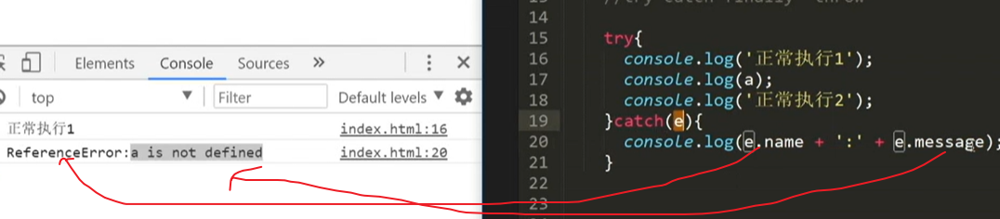 Elements Console Sources »
top ▼ Filter Default levels ▼
正常执行1 index.html:16
ReferenceError:a is not defined index.html:20
14
15 try{
16 console.log('正常执行1');
17 console.log(a);
18 console.log('正常执行2');
19 }catch(e){
20 console.log(e.name + ':' + e.message);
21 }
22
23